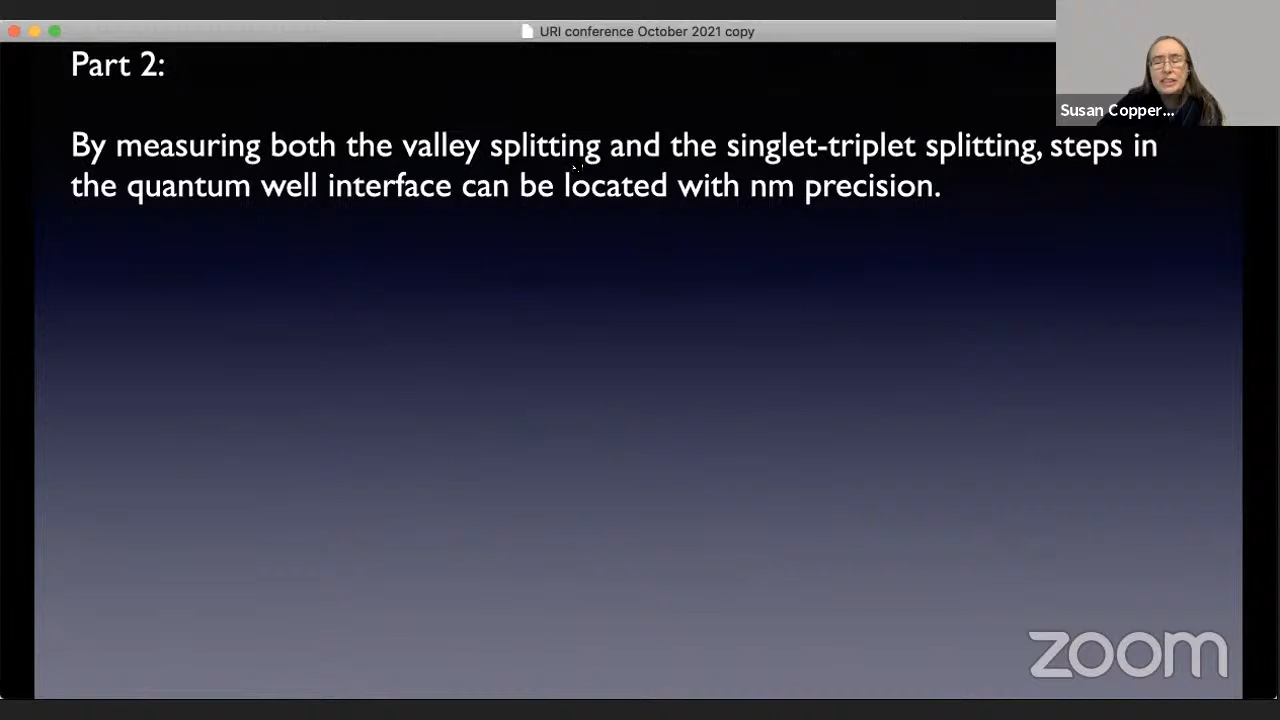 URI conference October 2021 copy
Part 2:
Susan Copper...
By measuring both the valley splitting and the singlet-triplet splitting, steps in
the quantum well interface can be located with nm precision.
zoom